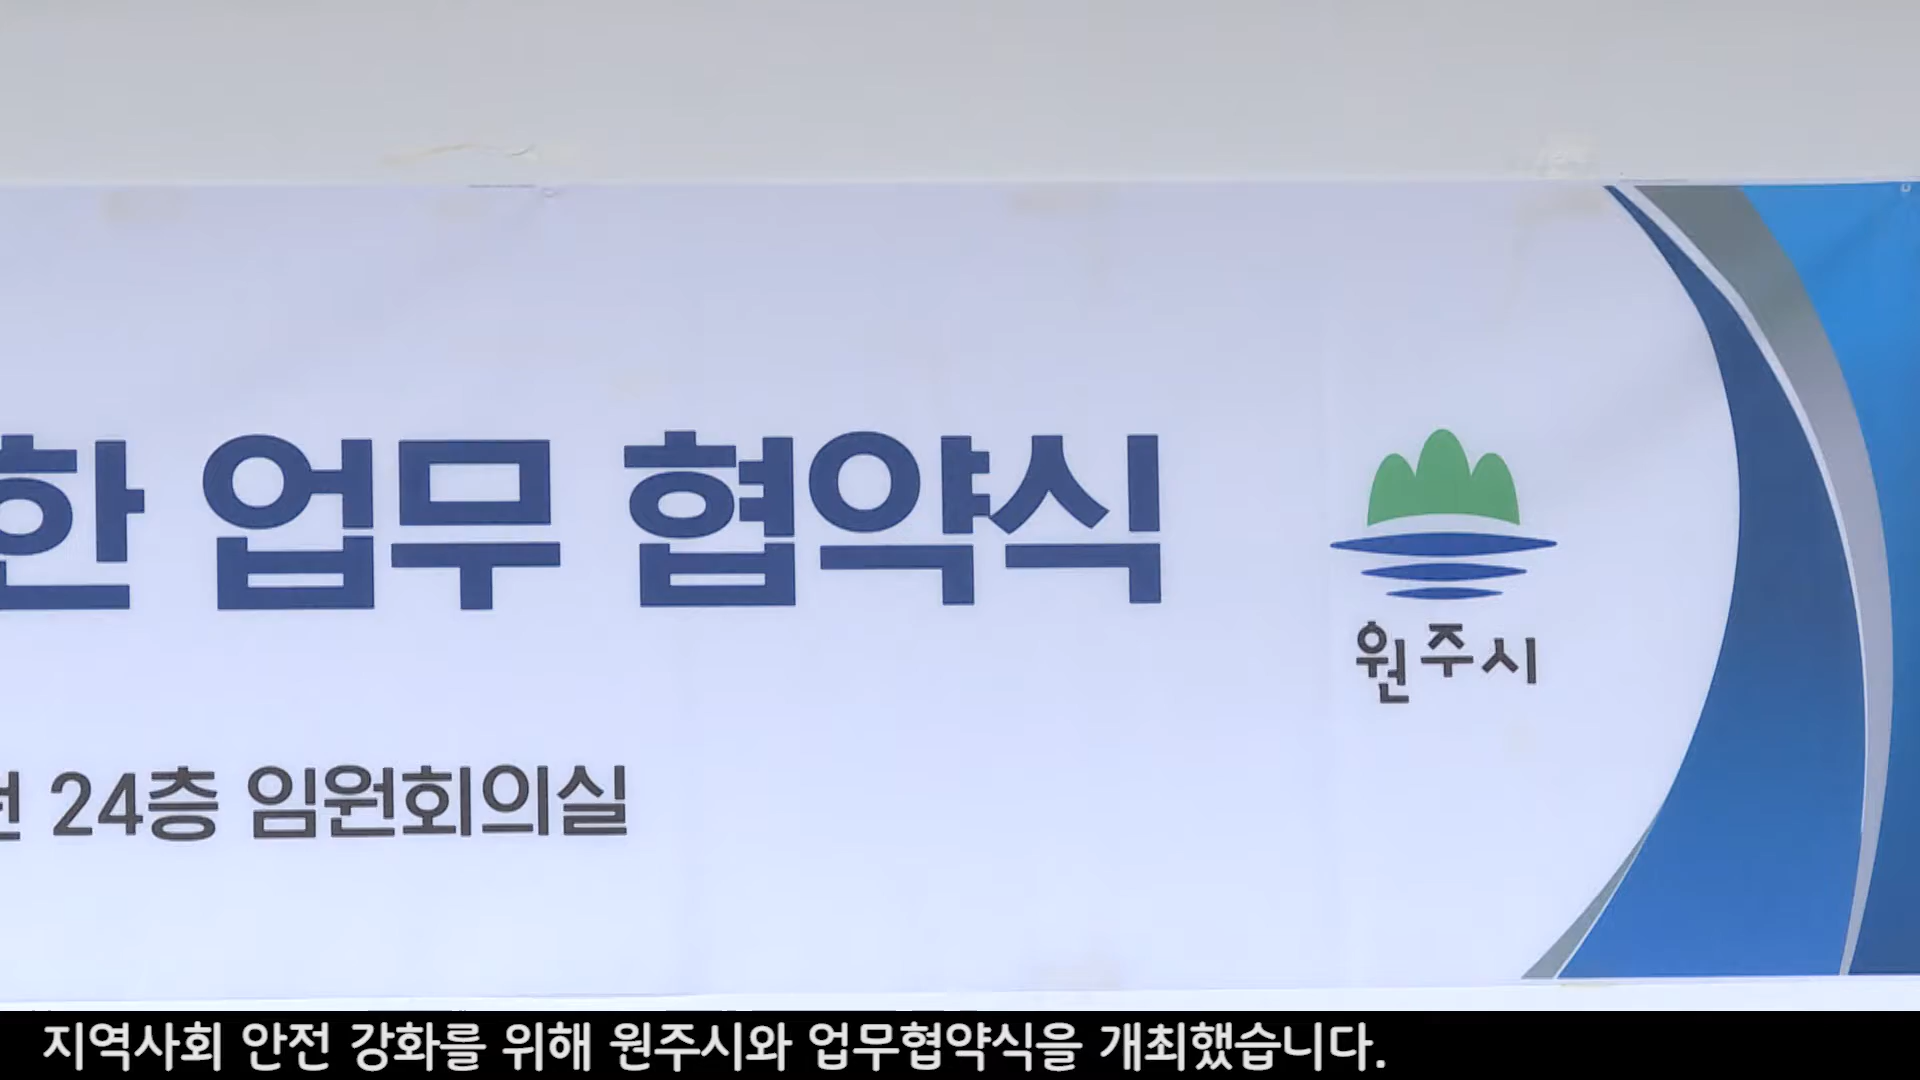 한 업무 협약식
원주시
24층 임원회의실
지역사회 안전 강화를 위해 원주시와 업무협약식을 개최했습니다.